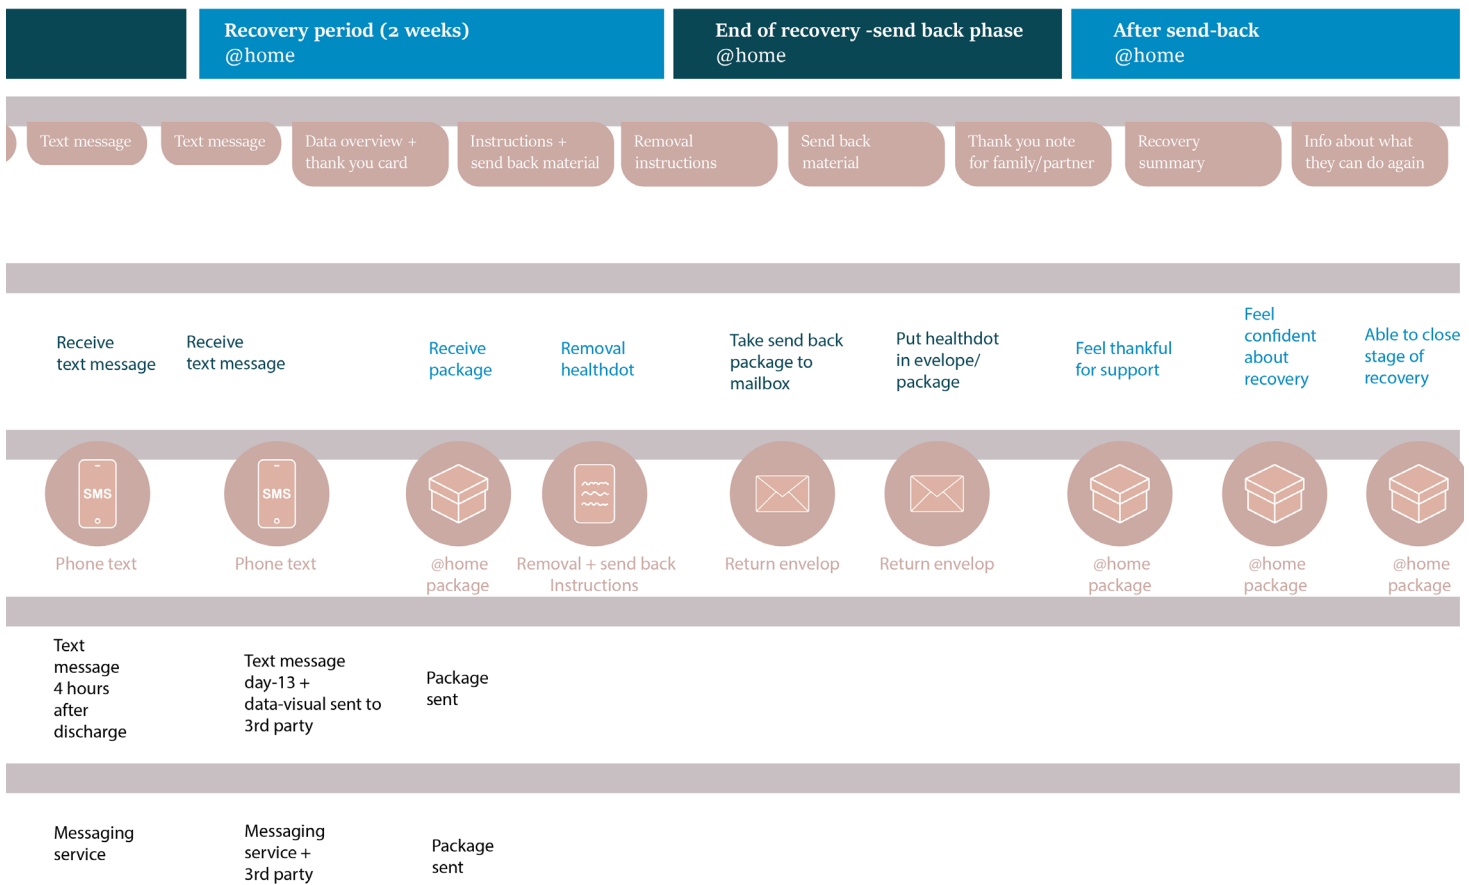 Recovery period (2 weeks)
@home
End of recovery -send back phase
@home
After send-back
@home
Text message
Text message
Data overview +
thank you card
Instructions +
send back material
Removal
instructions
Send back
material
Thank you note
for family/partner
Recovery
summary
Info about what
they can do again
Receive
text message
Receive
text message
Receive
package
Removal
healthdot
Take send back
package to
mailbox
Put healthdot
in evelope/
package
Feel thankful
for support
Feel
confident
about
recovery
Able to close
stage of
recovery
SMS
SMS
Phone text
Phone text
@home
package
Removal + send back
Instructions
Return envelop
Return envelop
@home
package
@home
package
@home
package
Text
message
4 hours
after
discharge
Text message
day-13 +
data-visual sent to
3rd party
Package
sent
Messaging
service
Messaging
service +
3rd party
Package
sent